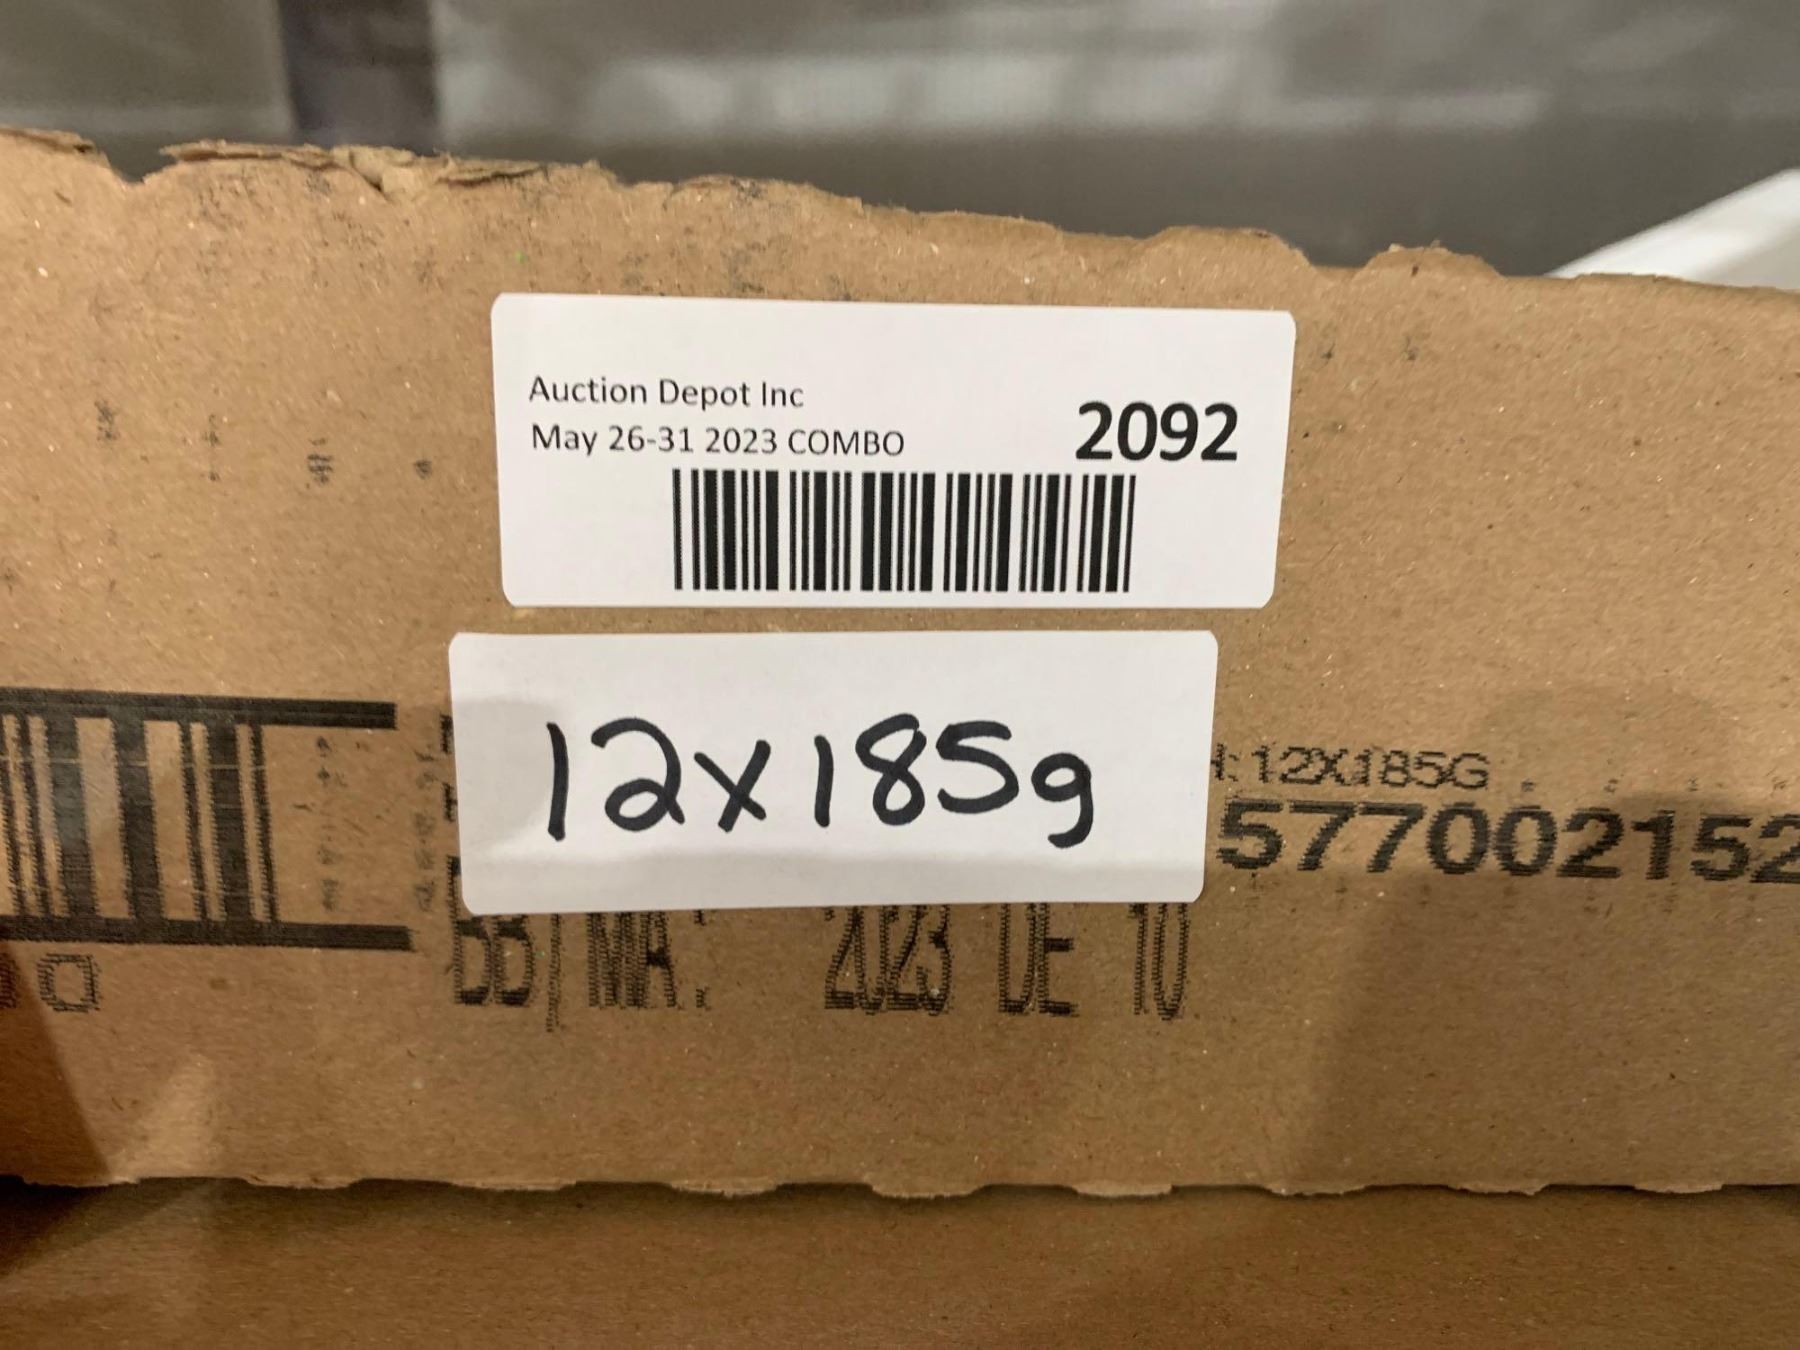 Auction Depot Inc
May 26-31 2023 COMBO
2092
12x185g
:12X185G
577002152
BB/MA: 2023 DE 10